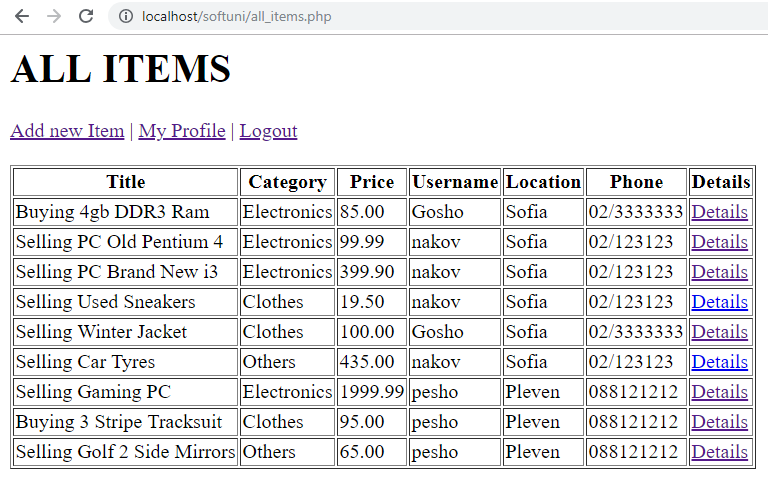 localhost/softuni/all_items.php
ALL ITEMS
Add new Item | My Profile | Logout
Title Category Price Username Location Phone Details
Buying 4gb DDR3 Ram Electronics 85.00 Gosho Sofia 02/3333333 Details
Selling PC Old Pentium 4 Electronics 99.99 nakov Sofia 02/123123 Details
Selling PC Brand New i3 Electronics 399.90 nakov Sofia 02/123123 Details
Selling Used Sneakers Clothes 19.50 nakov Sofia 02/123123 Details
Selling Winter Jacket Clothes 100.00 Gosho Sofia 02/3333333 Details
Selling Car Tyres Others 435.00 nakov Sofia 02/123123 Details
Selling Gaming PC Electronics 1999.99 pesho Pleven 088121212 Details
Buying 3 Stripe Tracksuit Clothes 95.00 pesho Pleven 088121212 Details
Selling Golf 2 Side Mirrors Others 65.00 pesho Pleven 088121212 Details